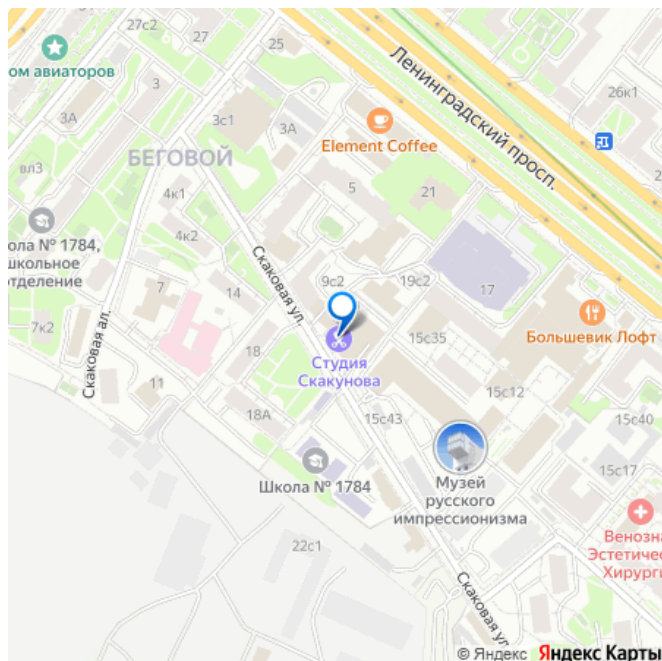 27с2
27
25
ом авиаторов
3
3А
3с1
3А
Element Coffee
Ленинградский просп.
26к1
БЕГОВОЙ
вл3
4к1
5
21
ола № 1784,
школьное
отделение
4к2
Скаковая ул.
9с2
19с2
17
7
14
7к2
Скаковая ал.
18
Студия
Скакунова
15с35
Большевик Лофт
11
18А
15с43
15с12
15с40
Школа № 1784
Музей
русского
импрессионизма
15с17
22с1
Венозна
Эстетичес
Хирурги
Скаковая ул
© Яндекс Яндекс Карты